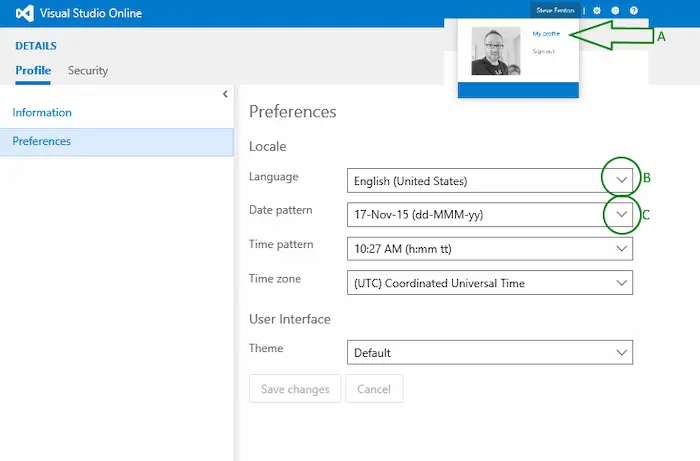 Visual Studio Online
Steve Fenton
DETAILS
My profile
A
Sign out
Profile
Security
Information
Preferences
Preferences
Locale
Language
English (United States)
B
Date pattern
17-Nov-15 (dd-MMM-yy)
C
Time pattern
10:27 AM (h:mm tt)
Time zone
(UTC) Coordinated Universal Time
User Interface
Theme
Default
Save changes
Cancel